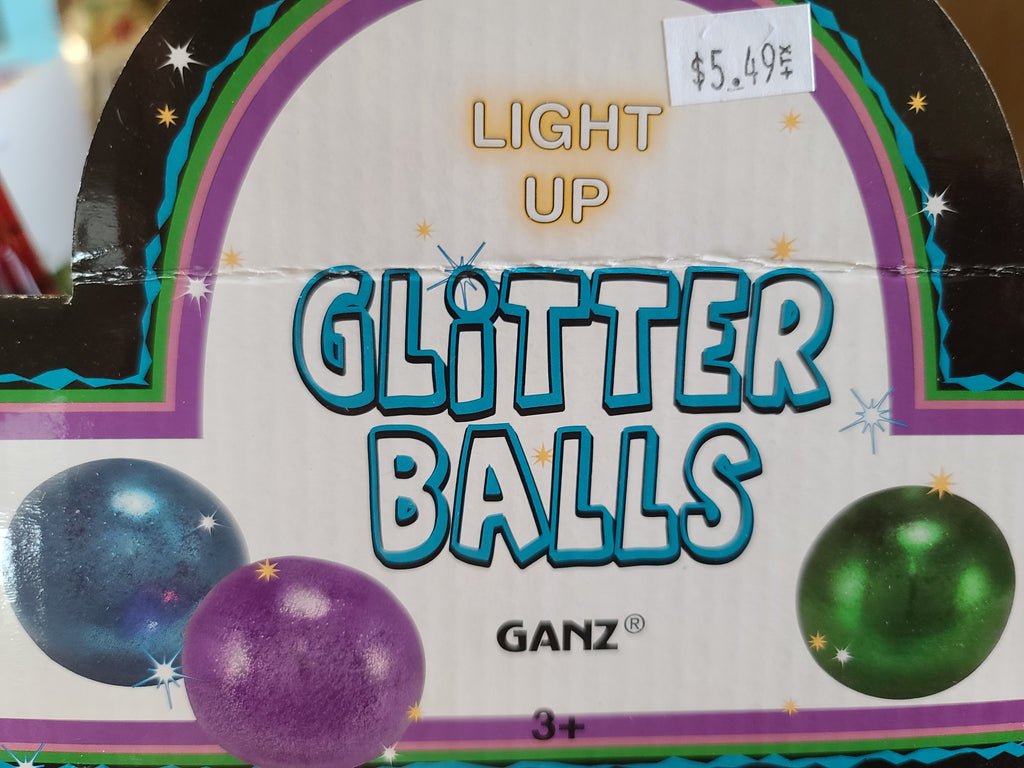 $5.49
LIGHT
UP
GLiTTER
BALLS
GANZ®
3+